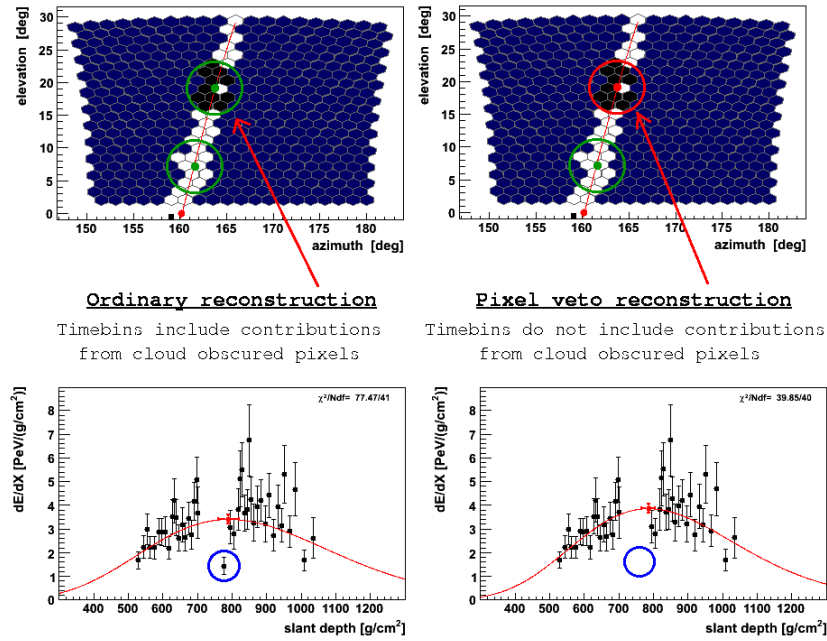 elevation [deg]
30
25
20
15
10
5
0
150 155 160 165 170 175 180
azimuth [deg]
elevation [deg]
30
25
20
15
10
5
0
150 155 160 165 170 175 180
azimuth [deg]
Ordinary reconstruction
Timebins include contributions
from cloud obscured pixels
Pixel veto reconstruction
Timebins do not include contributions
from cloud obscured pixels
χ²/Ndf= 77.47/41
dE/dX [PeV/(g/cm²)]
8
7
6
5
4
3
2
1
0
400 500 600 700 800 900 1000 1100 1200
slant depth [g/cm²]
χ²/Ndf= 39.85/40
dE/dX [PeV/(g/cm²)]
8
7
6
5
4
3
2
1
0
400 500 600 700 800 900 1000 1100 1200
slant depth [g/cm²]